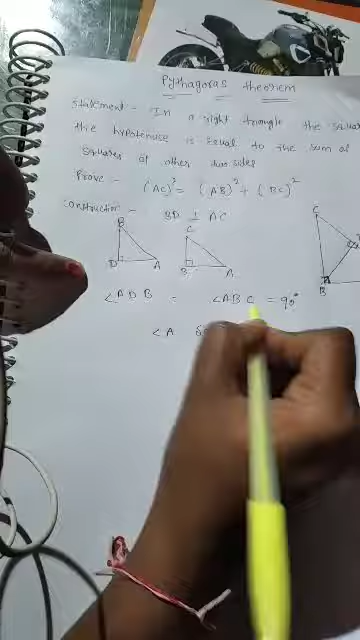 Pythagoras theorem
Statement - In a right triangle the square
the hypotenuse is equal to the sum of
squares of other two sides
Prove - (AC)² = (AB)² + (BC)²
Construction - BD ⊥ AC
B
D A
C
B A
C
B
∠ADB = ∠ABC = 90°
∠A